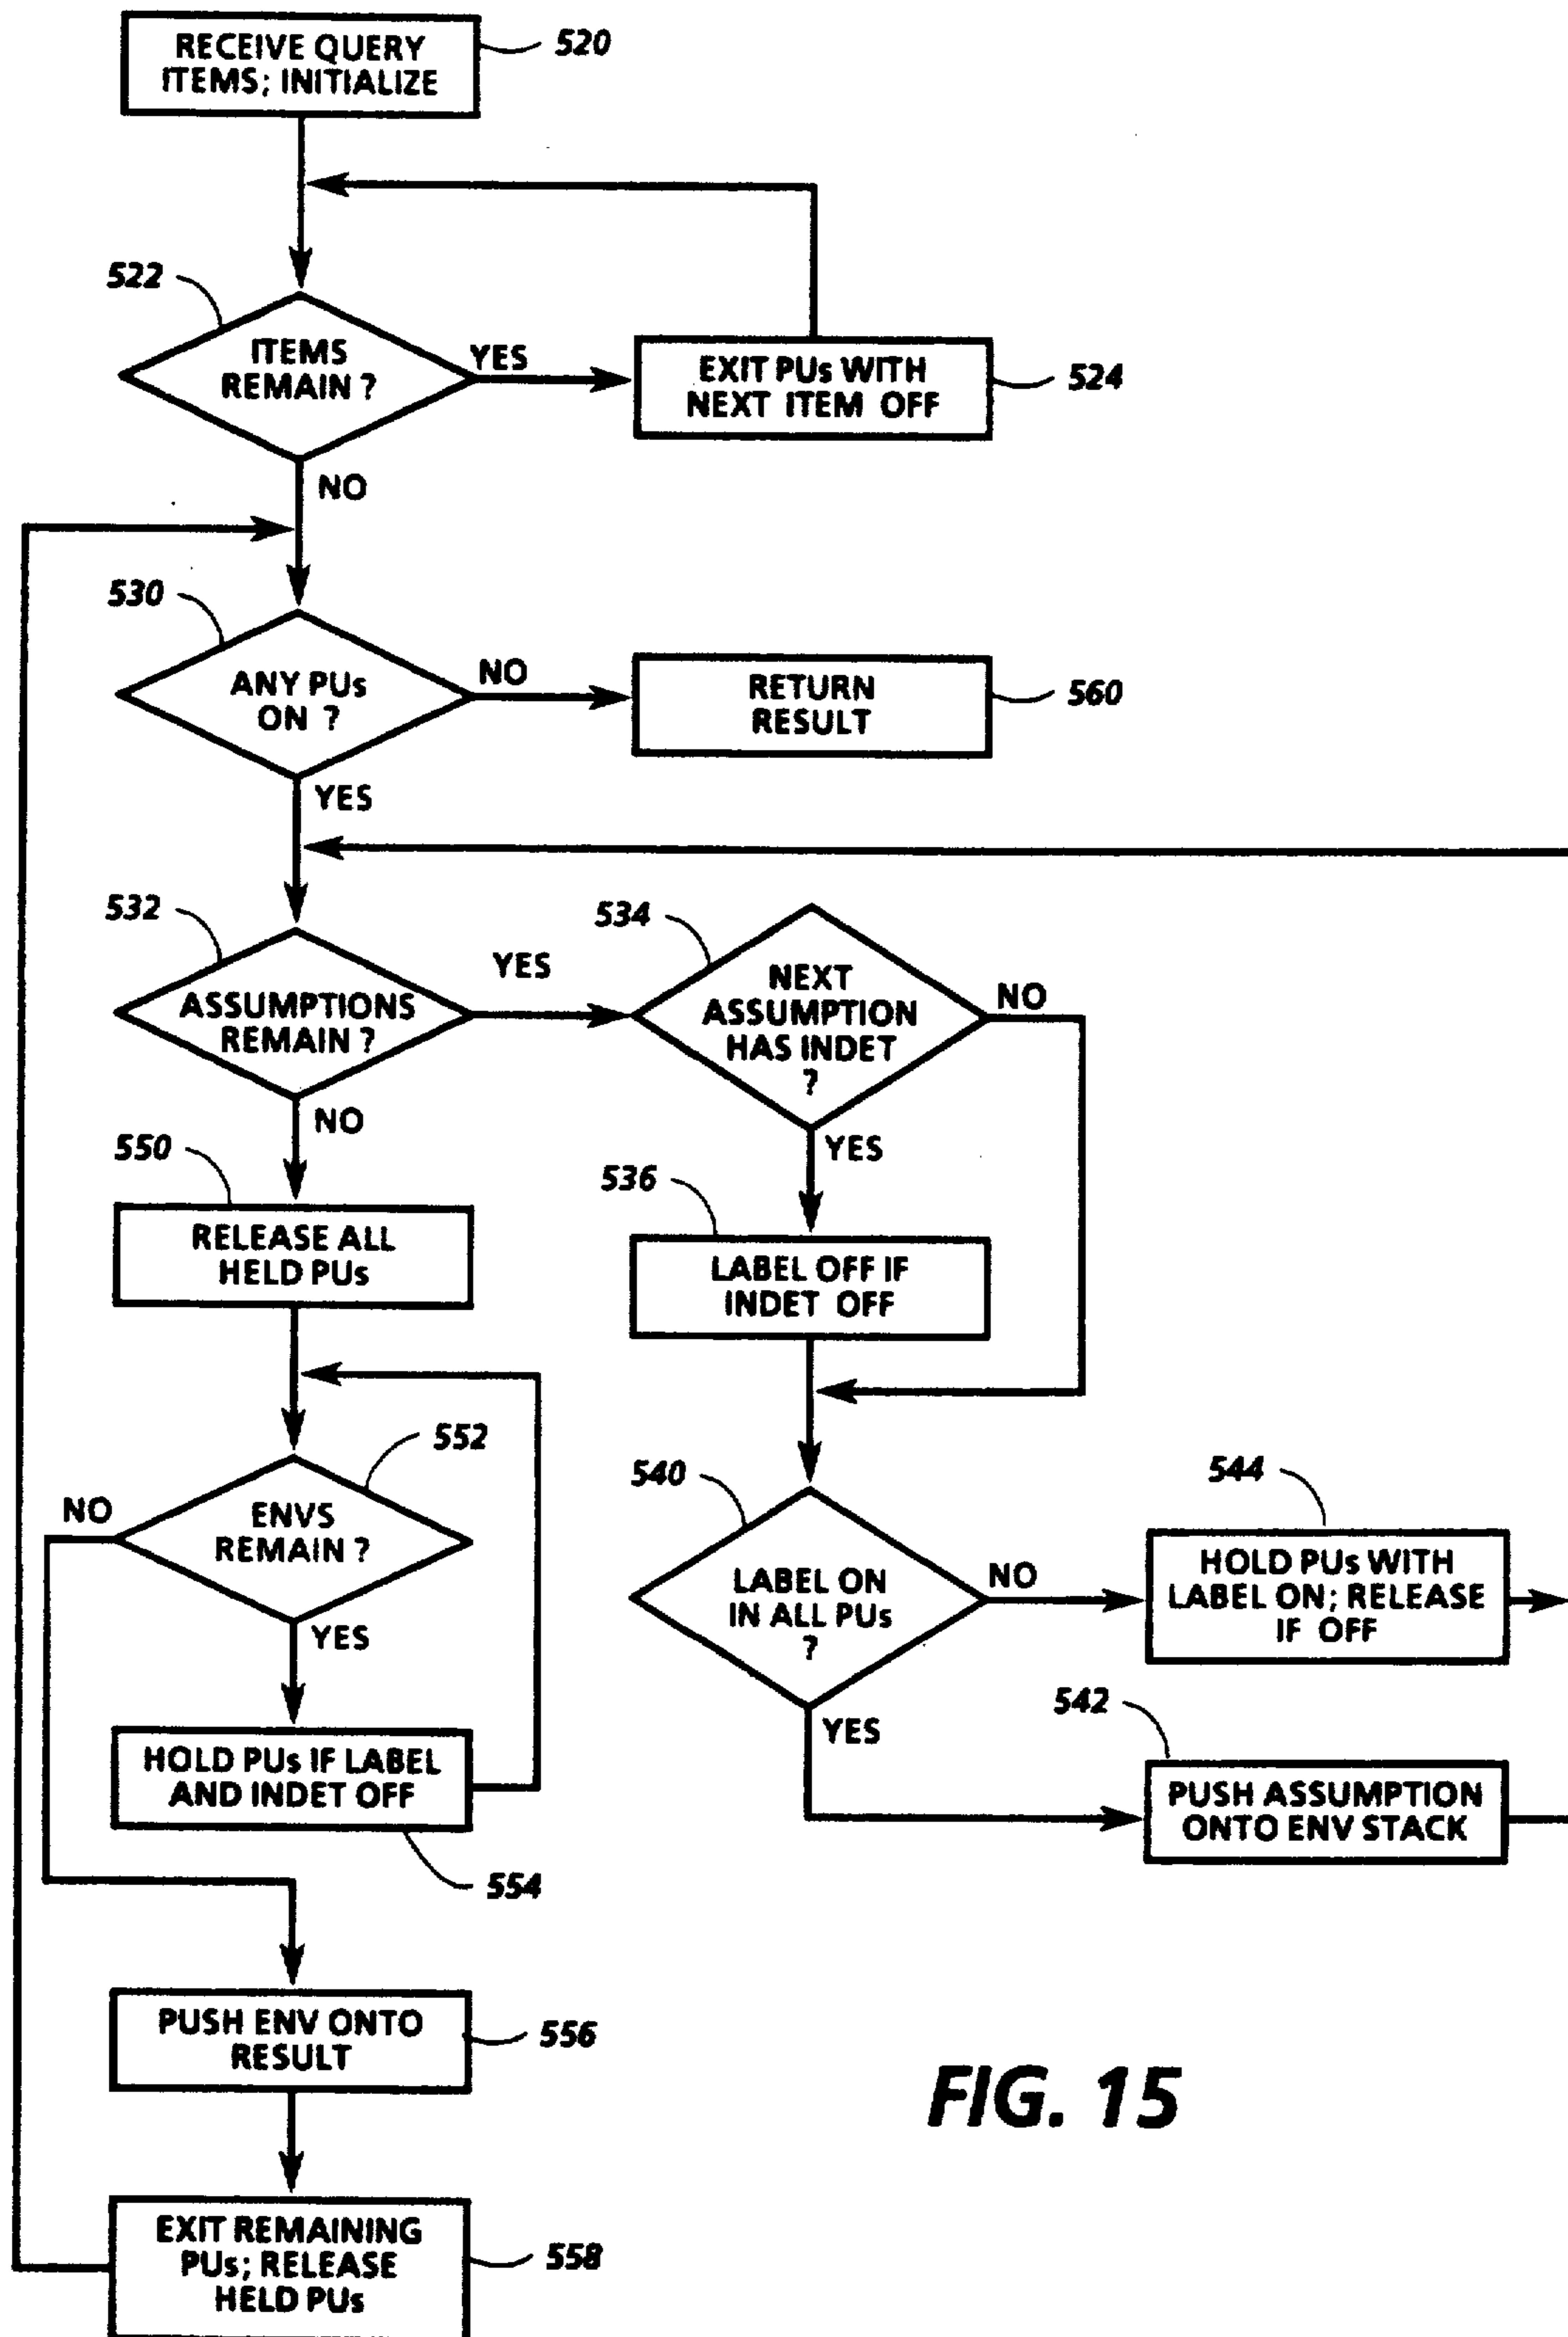 RECEIVE QUERY
ITEMS; INITIALIZE
520
522
ITEMS
REMAIN ?
YES
EXIT PUs WITH
NEXT ITEM OFF
524
NO
530
ANY PUs
ON ?
NO
RETURN
RESULT
560
YES
532
ASSUMPTIONS
REMAIN ?
YES
534
NEXT
ASSUMPTION
HAS INDET
?
NO
NO
YES
550
RELEASE ALL
HELD PUs
536
LABEL OFF IF
INDET OFF
552
NO
ENVS
REMAIN ?
YES
540
LABEL ON
IN ALL PUs
?
NO
544
HOLD PUs WITH
LABEL ON; RELEASE
IF OFF
YES
542
PUSH ASSUMPTION
ONTO ENV STACK
HOLD PUs IF LABEL
AND INDET OFF
554
PUSH ENV ONTO
RESULT
556
EXIT REMAINING
PUs; RELEASE
HELD PUs
558
FIG. 15